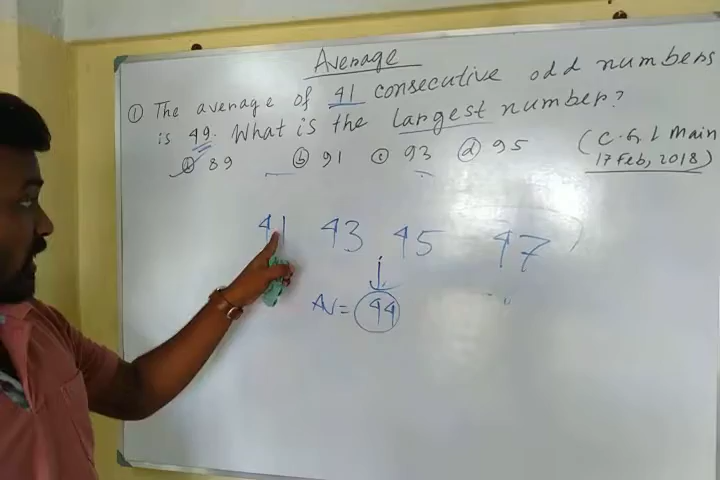 Average
① The average of 41 consecutive odd numbers
is 49. What is the largest number?
(C.G.L Main
ⓐ 89 ⓑ 91 ⓒ 93 ⓓ 95
17 Feb, 2018)
41 43 45 47
Av = 44